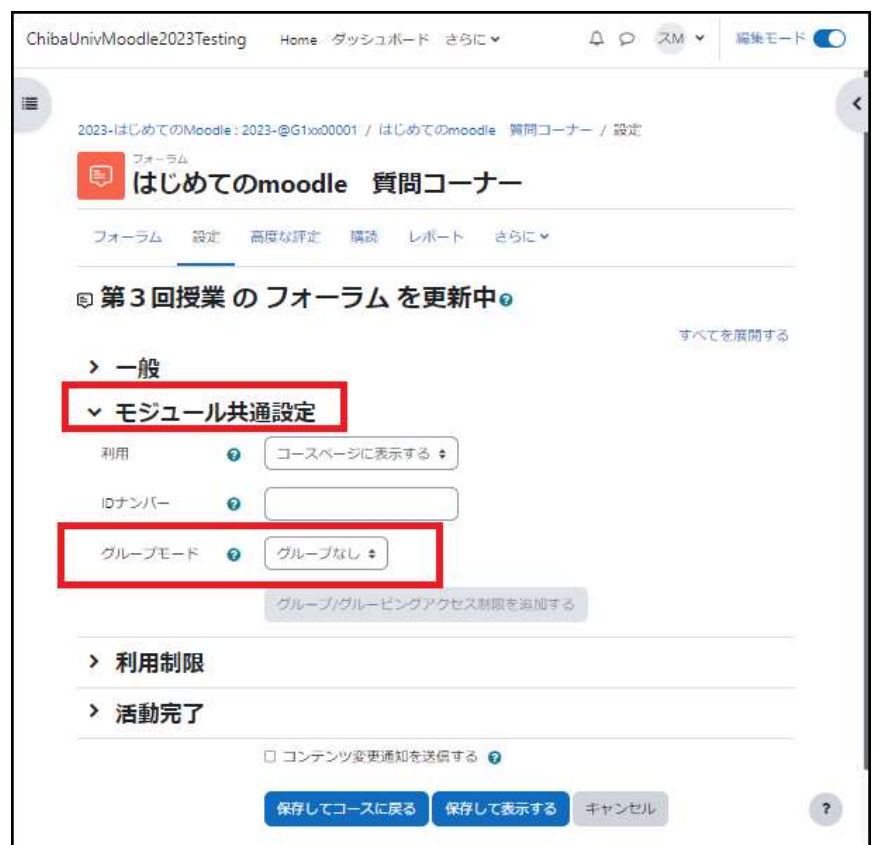 ChibaUnivMoodle2023Testing Home ダッシュボード さらに スM 編集モード
2023-はじめてのMoodle : 2023-@G1xx00001 / はじめてのmoodle 質問コーナー / 設定
フォーラム
はじめてのmoodle 質問コーナー
フォーラム 設定 高度な評定 購読 レポート さらに
第３回授業 の フォーラム を更新中
すべてを展開する
一般
モジュール共通設定
利用 コースページに表示する
IDナンバー
グループモード グループなし
グループ/グルーピングアクセス制限を追加する
利用制限
活動完了
コンテンツ変更通知を送信する
保存してコースに戻る 保存して表示する キャンセル
?